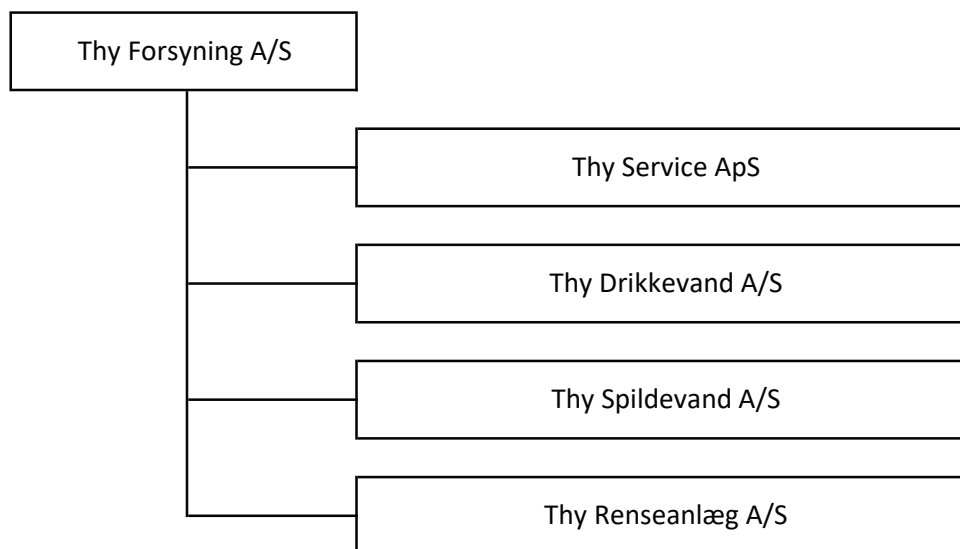 Thy Forsyning A/S
Thy Service ApS
Thy Drikkevand A/S
Thy Spildevand A/S
Thy Renseanlæg A/S